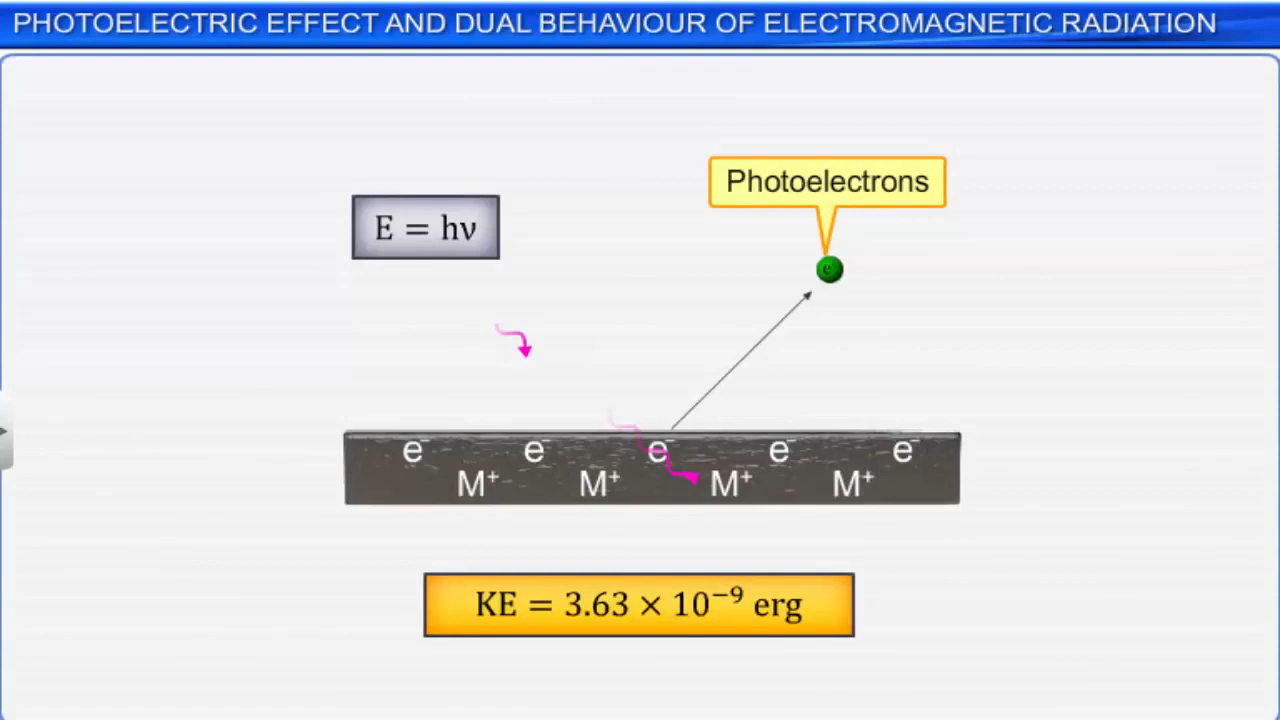 PHOTOELECTRIC EFFECT AND DUAL BEHAVIOUR OF ELECTROMAGNETIC RADIATION
Photoelectrons
E = hν
e⁻
e⁻ e⁻ e⁻ e⁻ e⁻
M⁺ M⁺ M⁺ M⁺
KE = 3.63 × 10⁻⁹ erg